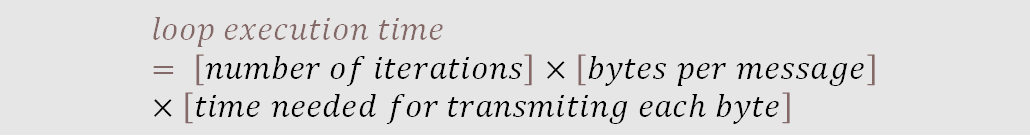 loop execution time
= [number of iterations] × [bytes per message]
× [time needed for transmiting each byte]